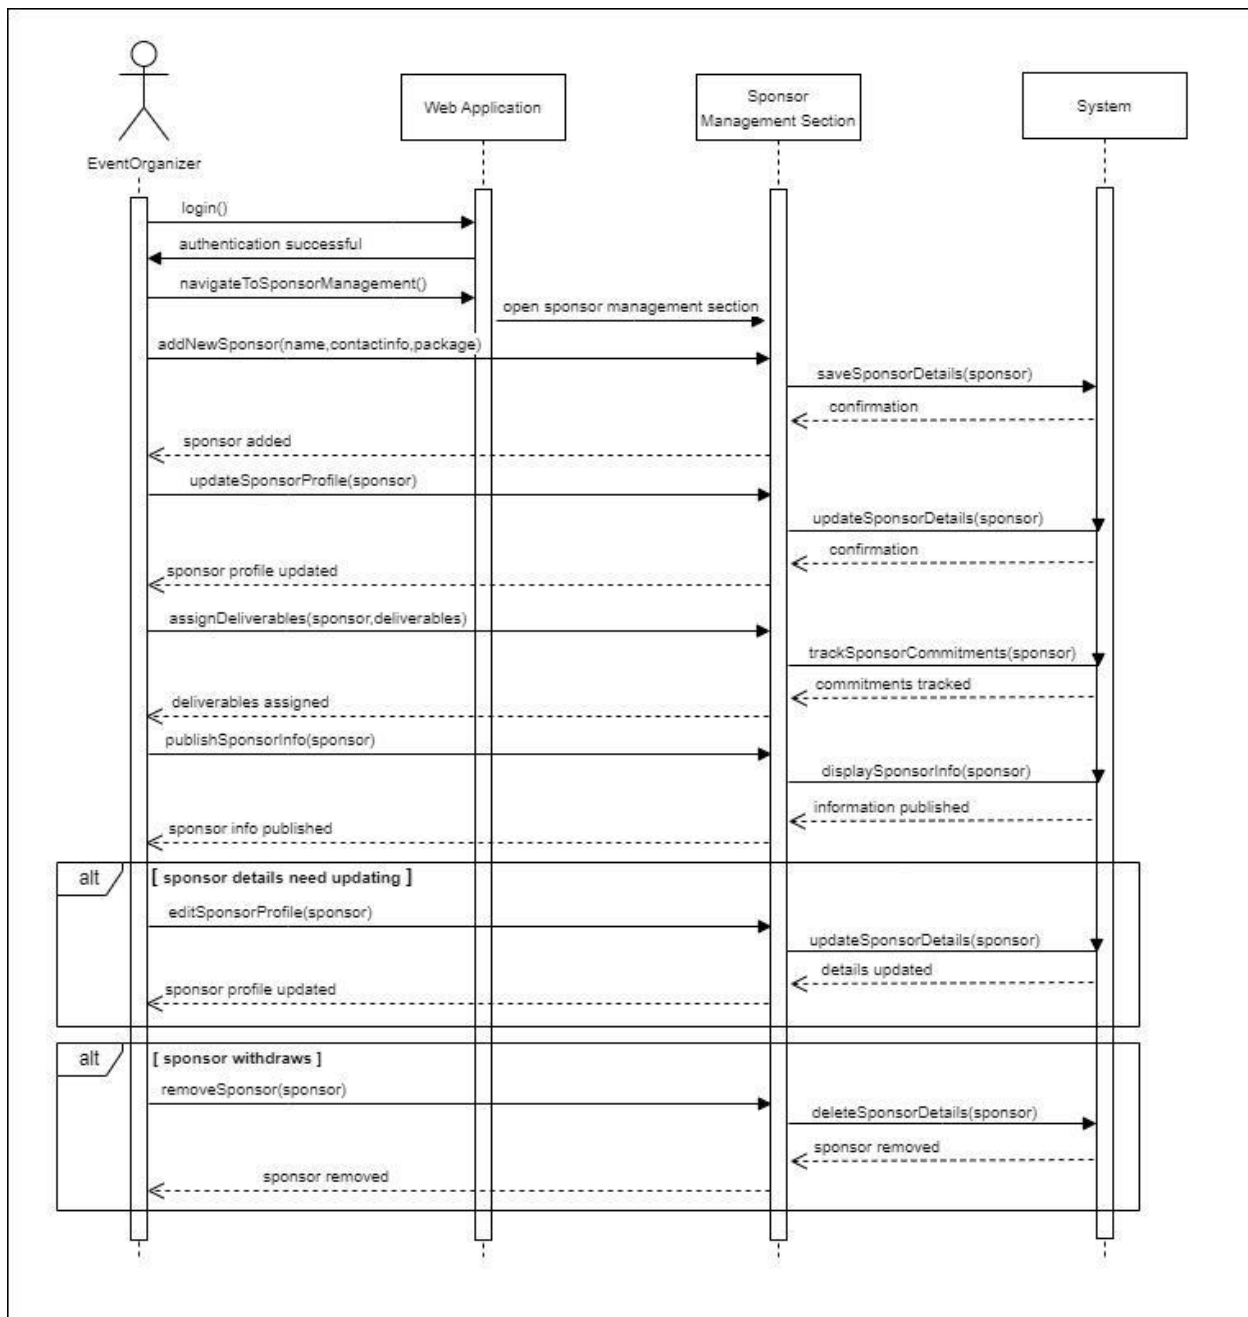 EventOrganizer
Web Application
Sponsor
Management Section
System
login()
authentication successful
navigateToSponsorManagement()
open sponsor management section
addNewSponsor(name,contactinfo,package)
saveSponsorDetails(sponsor)
confirmation
sponsor added
updateSponsorProfile(sponsor)
updateSponsorDetails(sponsor)
confirmation
sponsor profile updated
assignDeliverables(sponsor,deliverables)
trackSponsorCommitments(sponsor)
commitments tracked
deliverables assigned
publishSponsorInfo(sponsor)
displaySponsorInfo(sponsor)
information published
sponsor info published
alt
[ sponsor details need updating ]
editSponsorProfile(sponsor)
updateSponsorDetails(sponsor)
details updated
sponsor profile updated
alt
[ sponsor withdraws ]
removeSponsor(sponsor)
deleteSponsorDetails(sponsor)
sponsor removed
sponsor removed